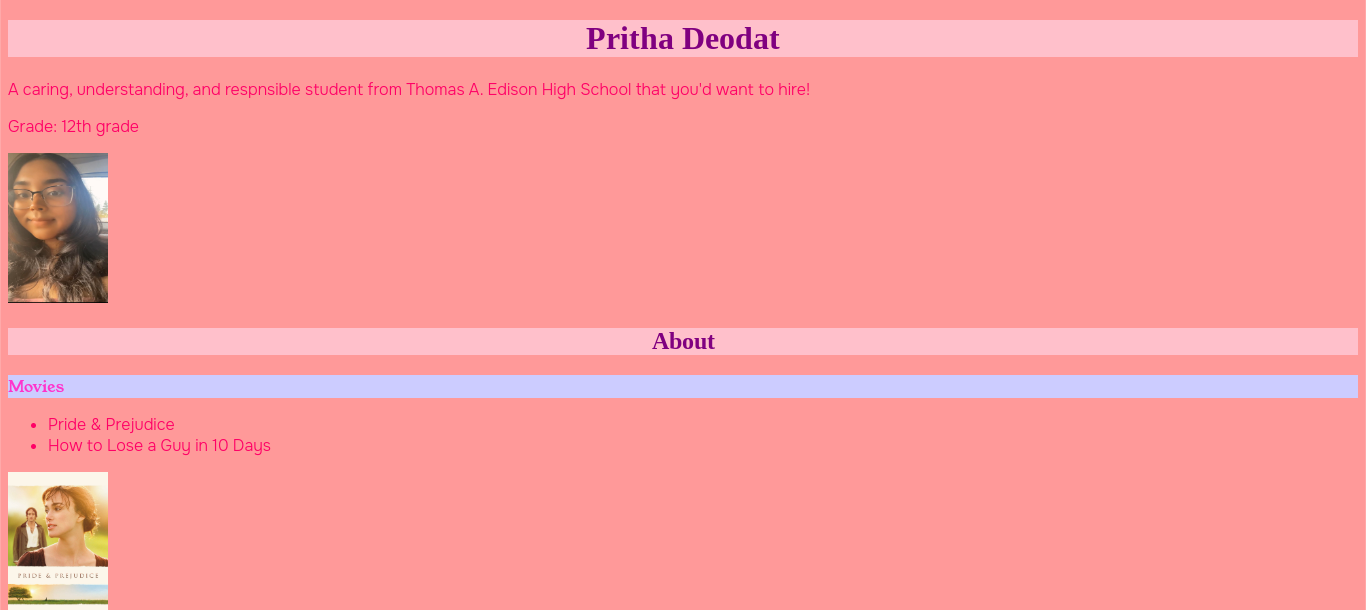 Pritha Deodat
A caring, understanding, and respnsible student from Thomas A. Edison High School that you'd want to hire!
Grade: 12th grade
About
Movies
Pride & Prejudice
How to Lose a Guy in 10 Days
PRIDE & PREJUDICE